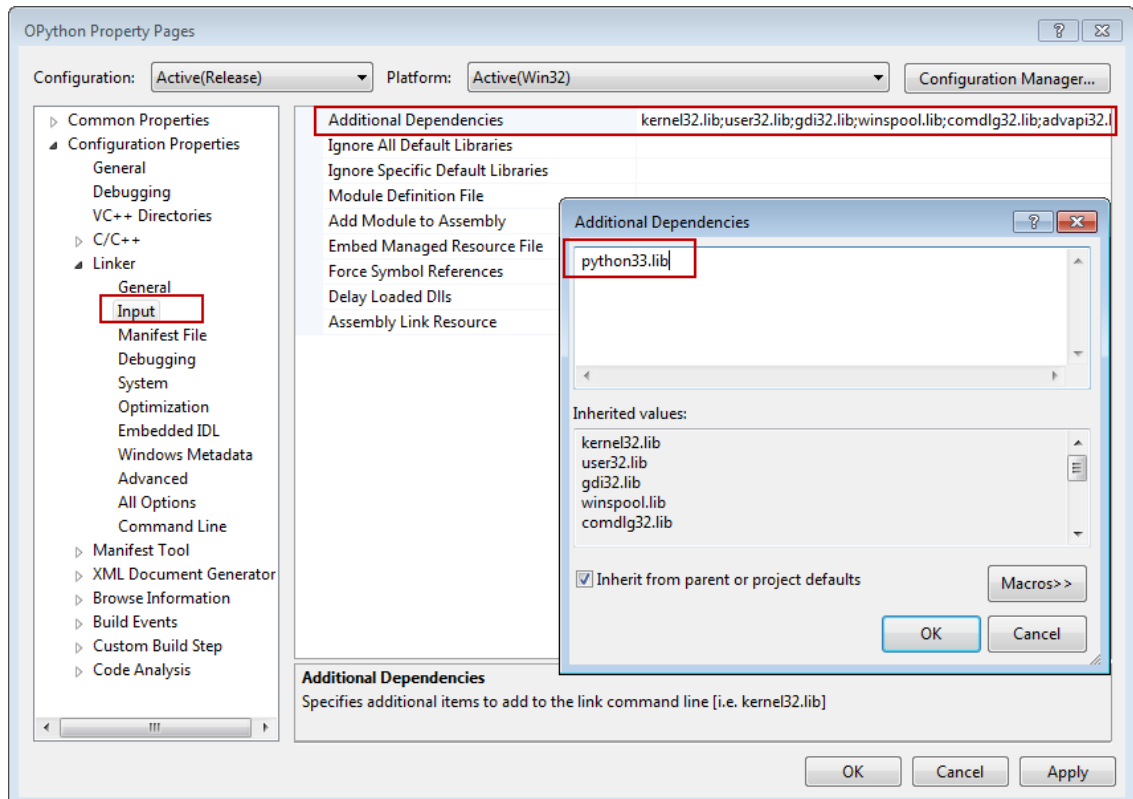 OPython Property Pages
Configuration: Active(Release) Platform: Active(Win32) Configuration Manager...
Common Properties
Configuration Properties
General
Debugging
VC++ Directories
C/C++
Linker
General
Input
Manifest File
Debugging
System
Optimization
Embedded IDL
Windows Metadata
Advanced
All Options
Command Line
Manifest Tool
XML Document Generator
Browse Information
Build Events
Custom Build Step
Code Analysis
Additional Dependencies kernel32.lib;user32.lib;gdi32.lib;winspool.lib;comdlg32.lib;advapi32.l
Ignore All Default Libraries
Ignore Specific Default Libraries
Module Definition File
Add Module to Assembly
Embed Managed Resource File
Force Symbol References
Delay Loaded Dlls
Assembly Link Resource
Additional Dependencies
python33.lib
Inherited values:
kernel32.lib
user32.lib
gdi32.lib
winspool.lib
comdlg32.lib
Inherit from parent or project defaults
Macros>>
OK Cancel
Additional Dependencies
Specifies additional items to add to the link command line [i.e. kernel32.lib]
OK Cancel Apply